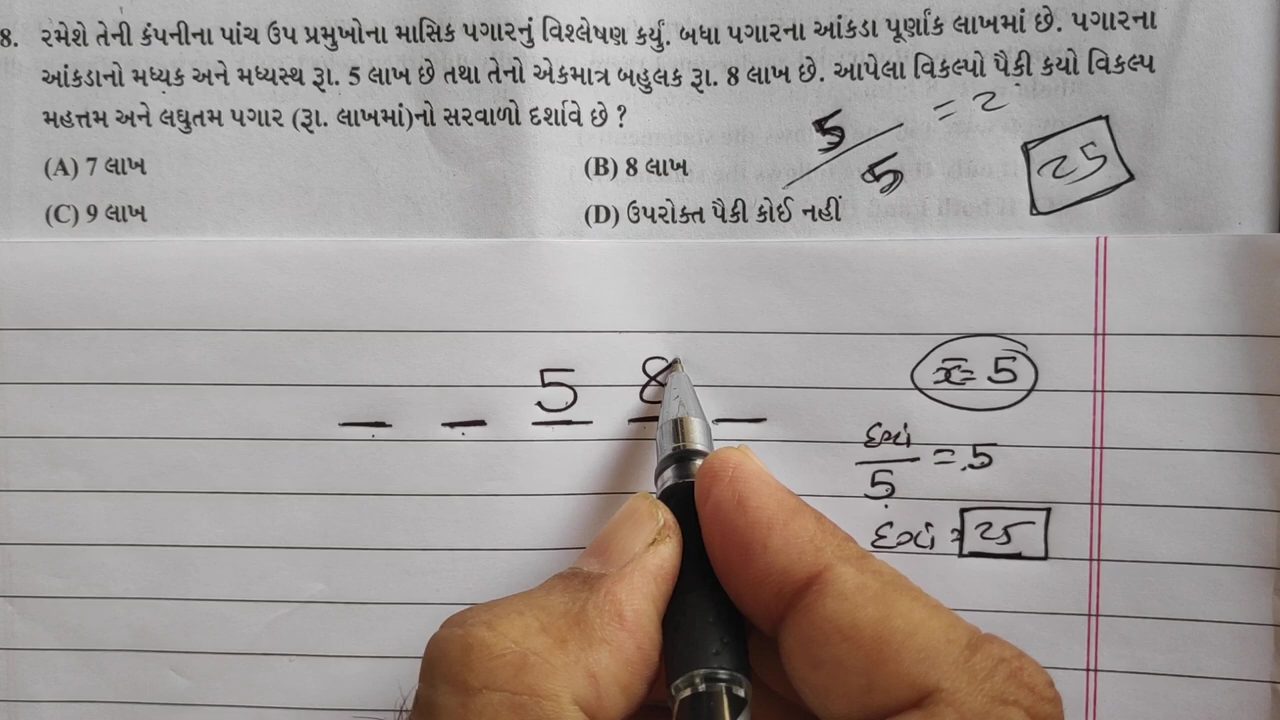 8. રમેશે તેની કંપનીના પાંચ ઉપ પ્રમુખોના માસિક પગારનું વિશ્લેષણ કર્યું. બધા પગારના આંકડા પૂર્ણાંક લાખમાં છે. પગારના
આંકડાનો મધ્યક અને મધ્યસ્થ રૂા. 5 લાખ છે તથા તેનો એકમાત્ર બહુલક રૂા. 8 લાખ છે. આપેલા વિકલ્પો પૈકી કયો વિકલ્પ
મહત્તમ અને લઘુતમ પગાર (રૂા. લાખમાં)નો સરવાળો દર્શાવે છે ?
(A) 7 લાખ (B) 8 લાખ
(C) 9 લાખ (D) ઉપરોક્ત પૈકી કોઈ નહીં
5/5 = 2
25
5 8
x̄ = 5
Σxi/5 = 5
Σxi = 25